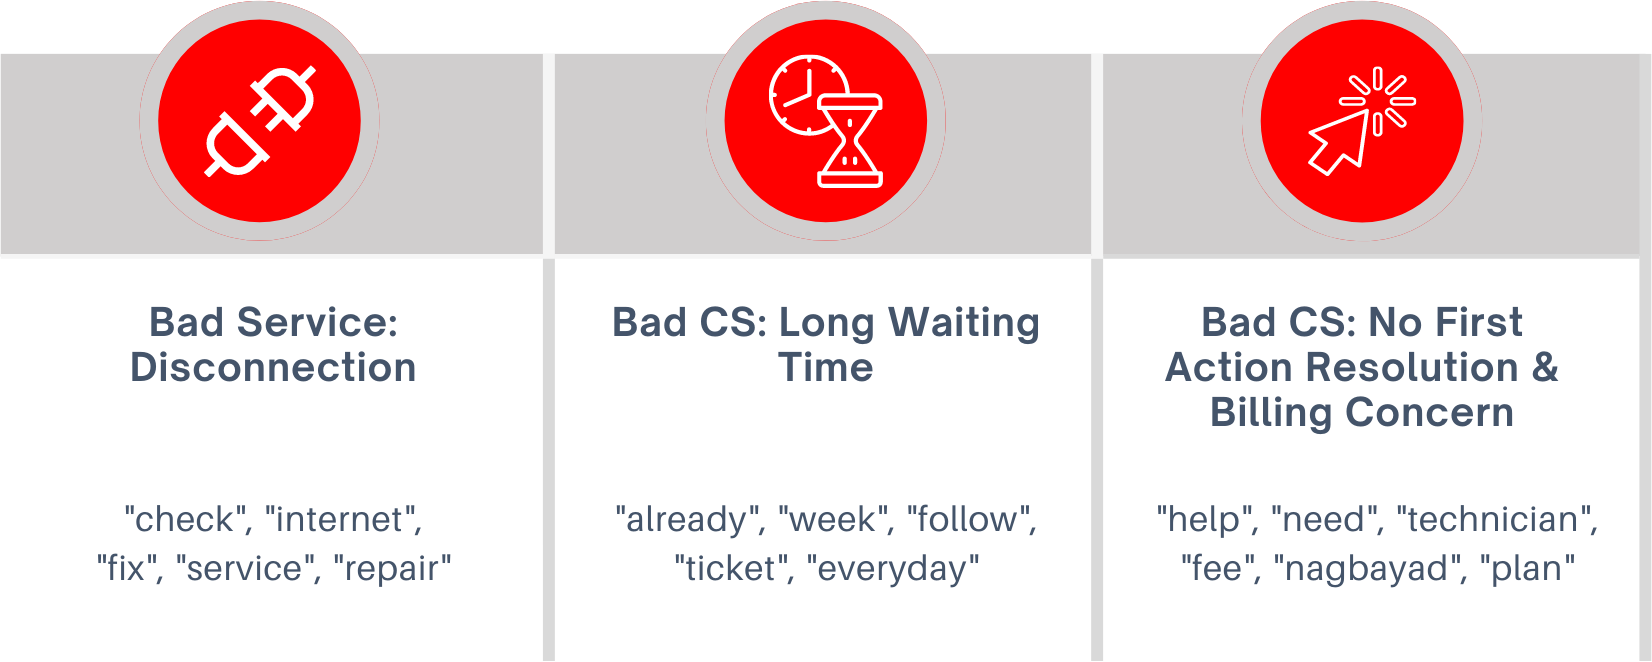 Bad Service:
Disconnection
"check", "internet",
"fix", "service", "repair"
Bad CS: Long Waiting
Time
"already", "week", "follow",
"ticket", "everyday"
Bad CS: No First
Action Resolution &
Billing Concern
"help", "need", "technician",
"fee", "nagbayad", "plan"